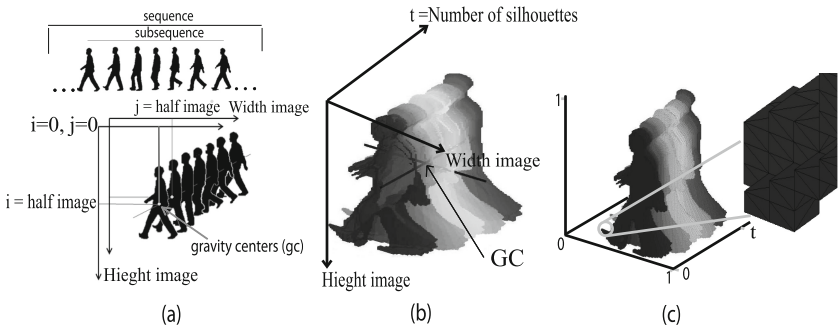 sequence
subsequence
j = half image
Width image
i=0, j=0
i = half image
gravity centers (gc)
Hieght image
(a)
t =Number of silhouettes
Width image
GC
Hieght image
(b)
1
0
t
1
0
(c)